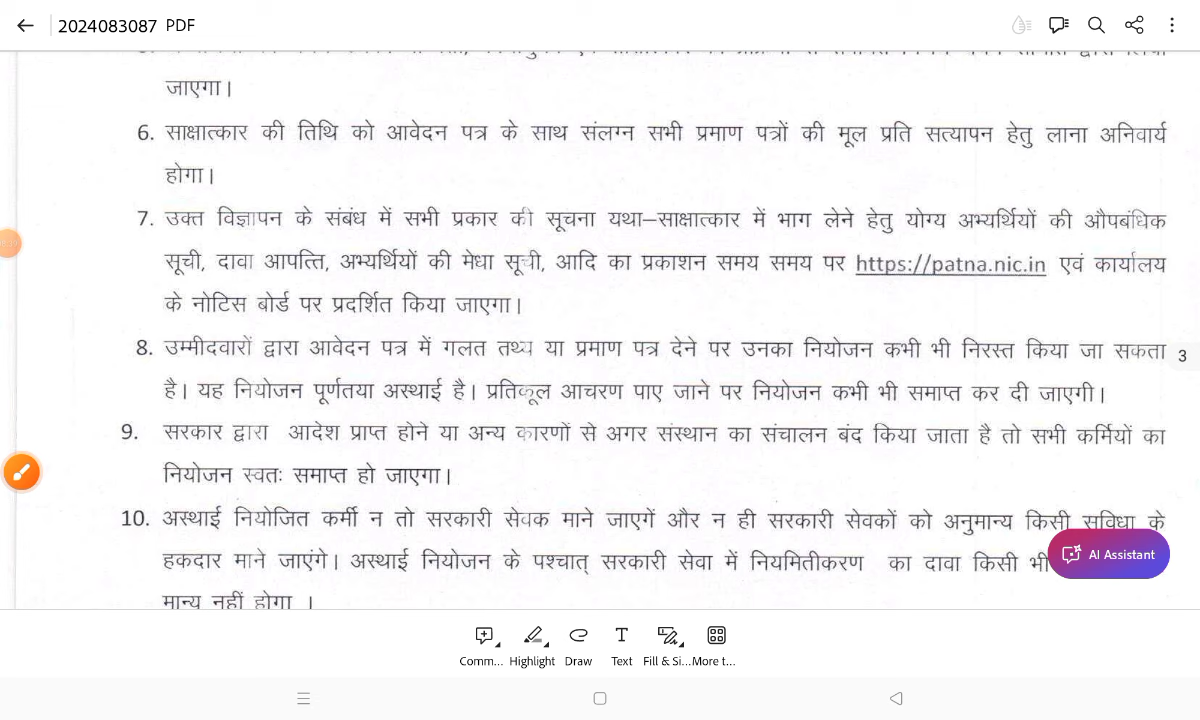 2024083087 PDF
जाएगा।
6. साक्षात्कार की तिथि को आवेदन पत्र के साथ संलग्न सभी प्रमाण पत्रों की मूल प्रति सत्यापन हेतु लाना अनिवार्य
होगा।
7. उक्त विज्ञापन के संबंध में सभी प्रकार की सूचना यथा–साक्षात्कार में भाग लेने हेतु योग्य अभ्यर्थियों की औपबंधिक
सूची, दावा आपत्ति, अभ्यर्थियों की मेधा सूची, आदि का प्रकाशन समय समय पर https://patna.nic.in एवं कार्यालय
के नोटिस बोर्ड पर प्रदर्शित किया जाएगा।
8. उम्मीदवारों द्वारा आवेदन पत्र में गलत तथ्य या प्रमाण पत्र देने पर उनका नियोजन कभी भी निरस्त किया जा सकता
3
है। यह नियोजन पूर्णतया अस्थाई है। प्रतिकूल आचरण पाए जाने पर नियोजन कभी भी समाप्त कर दी जाएगी।
9. सरकार द्वारा आदेश प्राप्त होने या अन्य कारणों से अगर संस्थान का संचालन बंद किया जाता है तो सभी कर्मियों का
नियोजन स्वतः समाप्त हो जाएगा।
10. अस्थाई नियोजित कर्मी न तो सरकारी सेवक माने जाएगें और न ही सरकारी सेवकों को अनुमान्य किसी सुविधा के
हकदार माने जाएंगे। अस्थाई नियोजन के पश्चात् सरकारी सेवा में नियमितीकरण का दावा किसी भी
AI Assistant
मान्य नहीं होगा ।
Comm... Highlight Draw Text Fill & Si... More t...